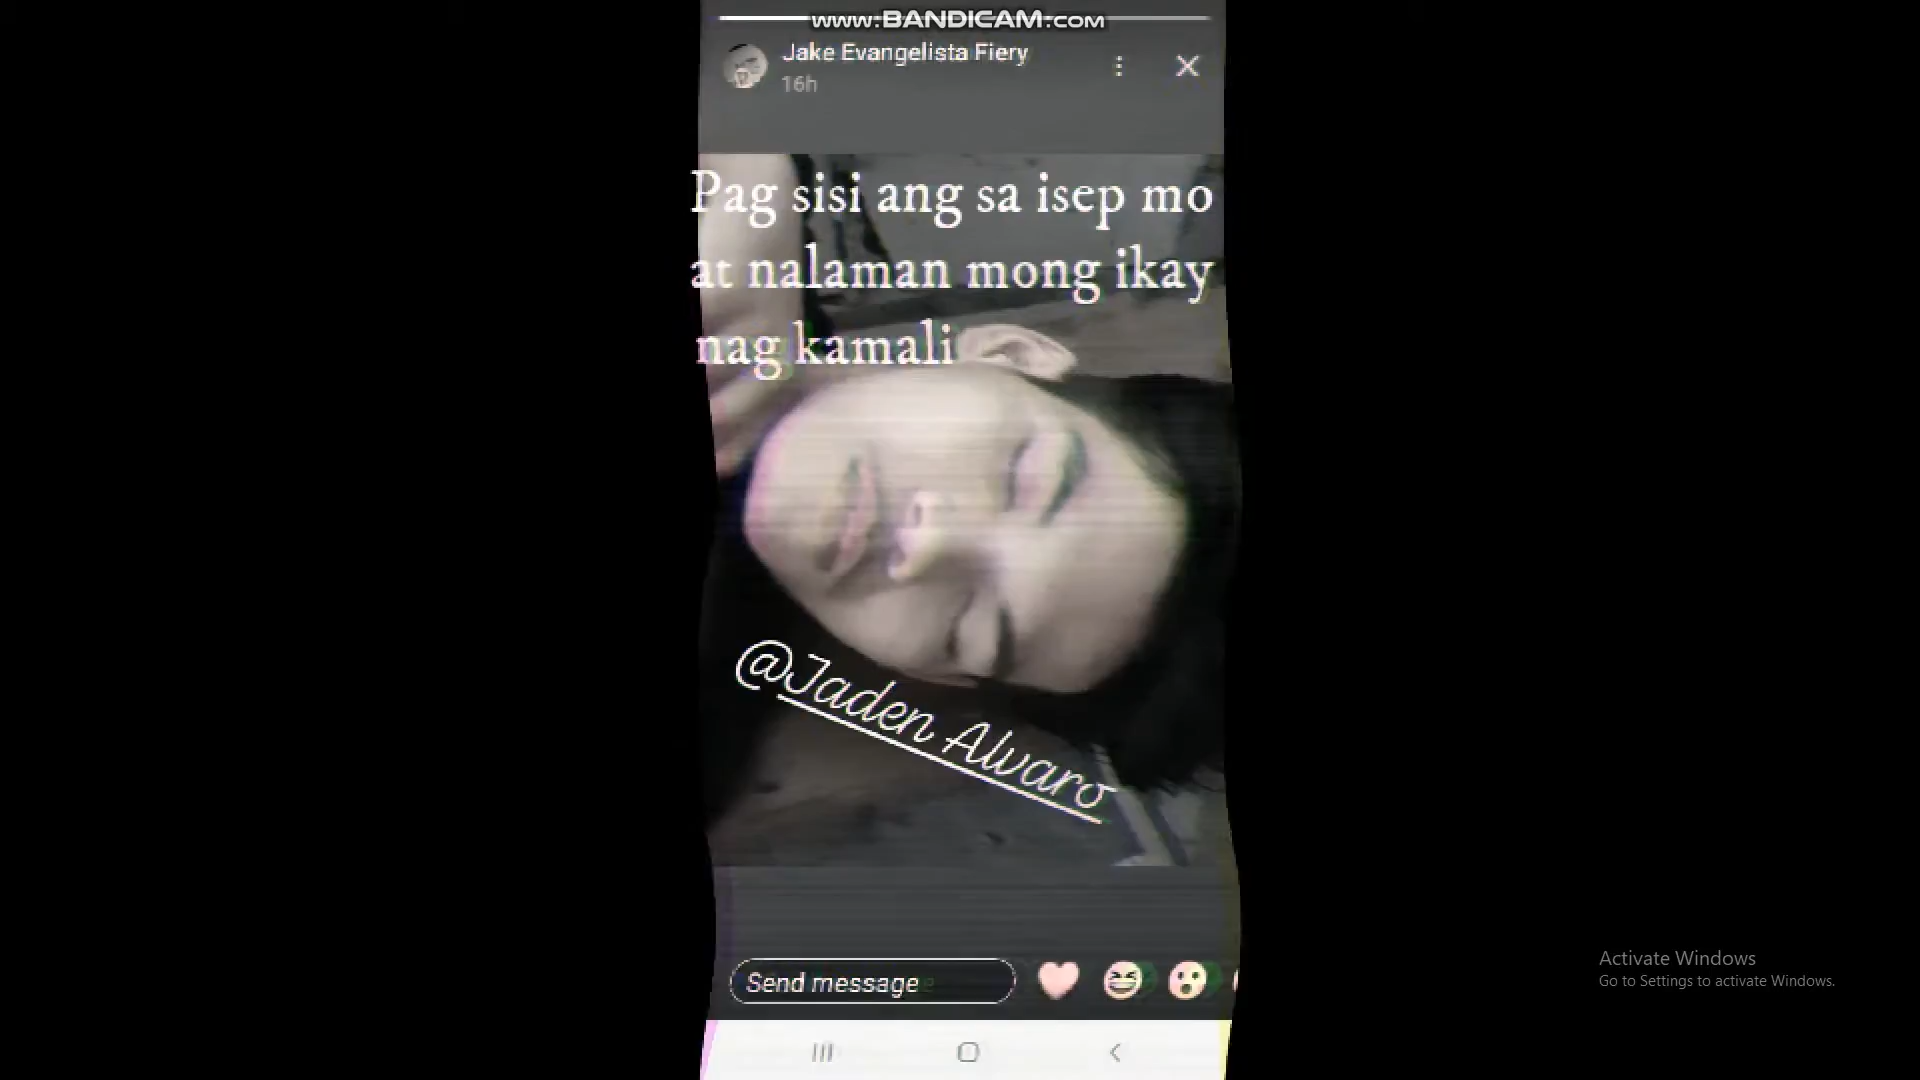 www.BANDICAM.com
Jake Evangelista Fiery
16h
Pag sisi ang sa isep mo
at nalaman mong ikay
nag kamali
@Jaden Alvaro
Send message
Activate Windows
Go to Settings to activate Windows.